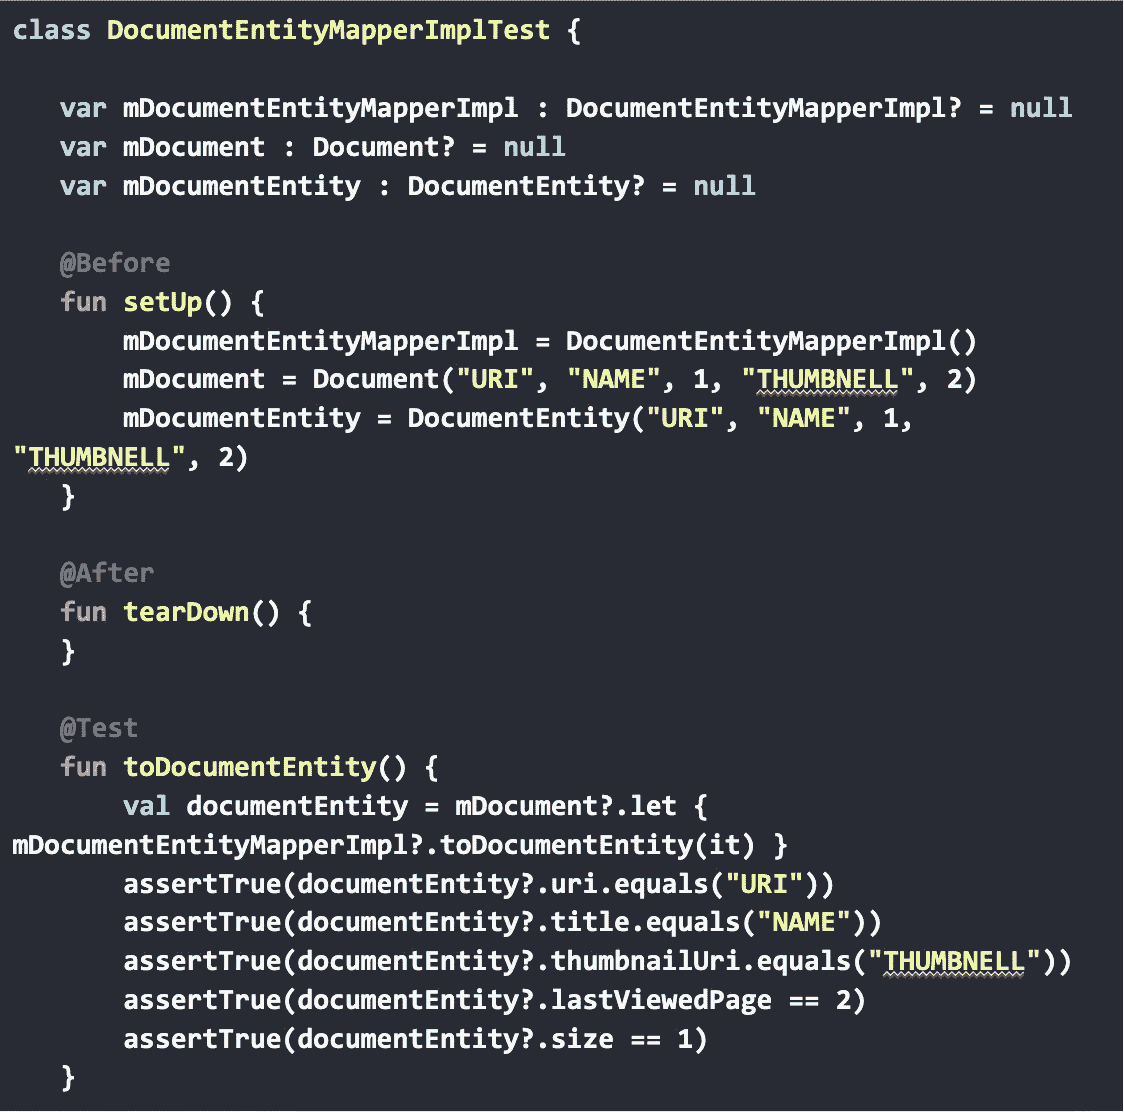 class DocumentEntityMapperImplTest {
var mDocumentEntityMapperImpl : DocumentEntityMapperImpl? = null
var mDocument : Document? = null
var mDocumentEntity : DocumentEntity? = null
@Before
fun setUp() {
mDocumentEntityMapperImpl = DocumentEntityMapperImpl()
mDocument = Document("URI", "NAME", 1, "THUMBNELL", 2)
mDocumentEntity = DocumentEntity("URI", "NAME", 1,
"THUMBNELL", 2)
}
@After
fun tearDown() {
}
@Test
fun toDocumentEntity() {
val documentEntity = mDocument?.let {
mDocumentEntityMapperImpl?.toDocumentEntity(it) }
assertTrue(documentEntity?.uri.equals("URI"))
assertTrue(documentEntity?.title.equals("NAME"))
assertTrue(documentEntity?.thumbnailUri.equals("THUMBNELL"))
assertTrue(documentEntity?.lastViewedPage == 2)
assertTrue(documentEntity?.size == 1)
}